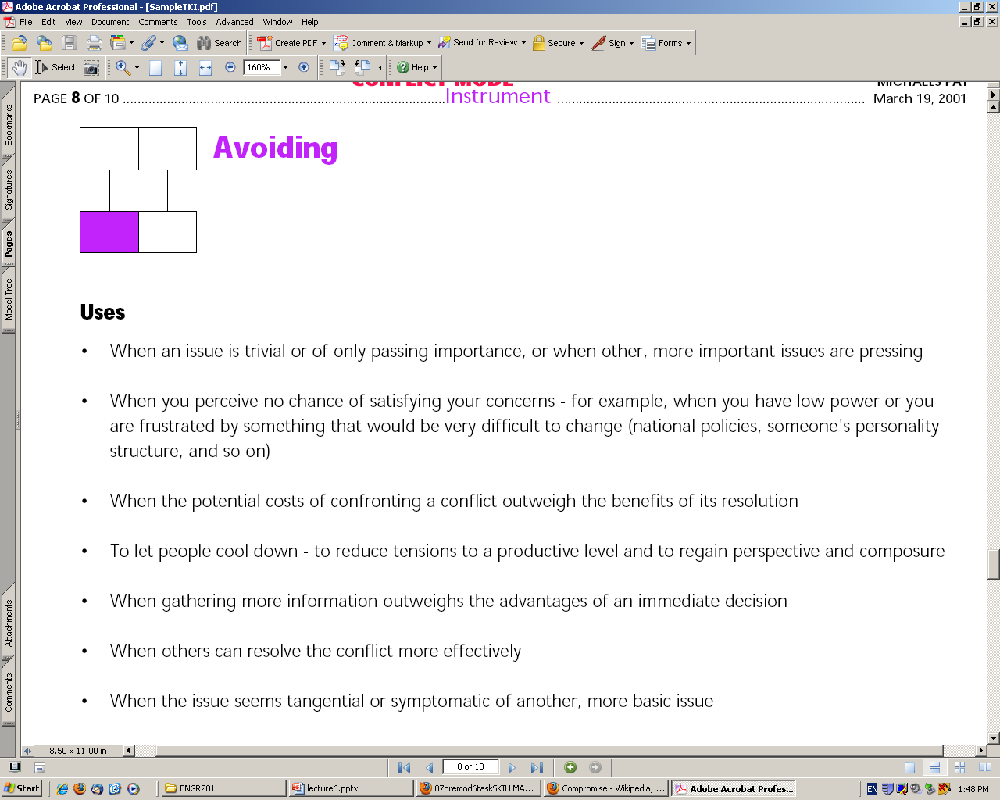 Adobe Acrobat Professional - [SampleTKI.pdf]
File Edit View Document Comments Tools Advanced Window Help
Search Create PDF Comment & Markup Send for Review Secure Sign Forms
Select 160% Help
CONFLICT MODE
MICHAELS PAT
PAGE 8 OF 10 Instrument March 19, 2001
Bookmarks
Signatures
Pages
Model Tree
Attachments
Comments
Avoiding
Uses
• When an issue is trivial or of only passing importance, or when other, more important issues are pressing
• When you perceive no chance of satisfying your concerns - for example, when you have low power or you
are frustrated by something that would be very difficult to change (national policies, someone's personality
structure, and so on)
• When the potential costs of confronting a conflict outweigh the benefits of its resolution
• To let people cool down - to reduce tensions to a productive level and to regain perspective and composure
• When gathering more information outweighs the advantages of an immediate decision
• When others can resolve the conflict more effectively
• When the issue seems tangential or symptomatic of another, more basic issue
8.50 x 11.00 in
8 of 10
Start ENGR201 lecture6.pptx 07premod6taskSKILLMA... Compromise - Wikipedia, ... Adobe Acrobat Profes... EN 1:48 PM